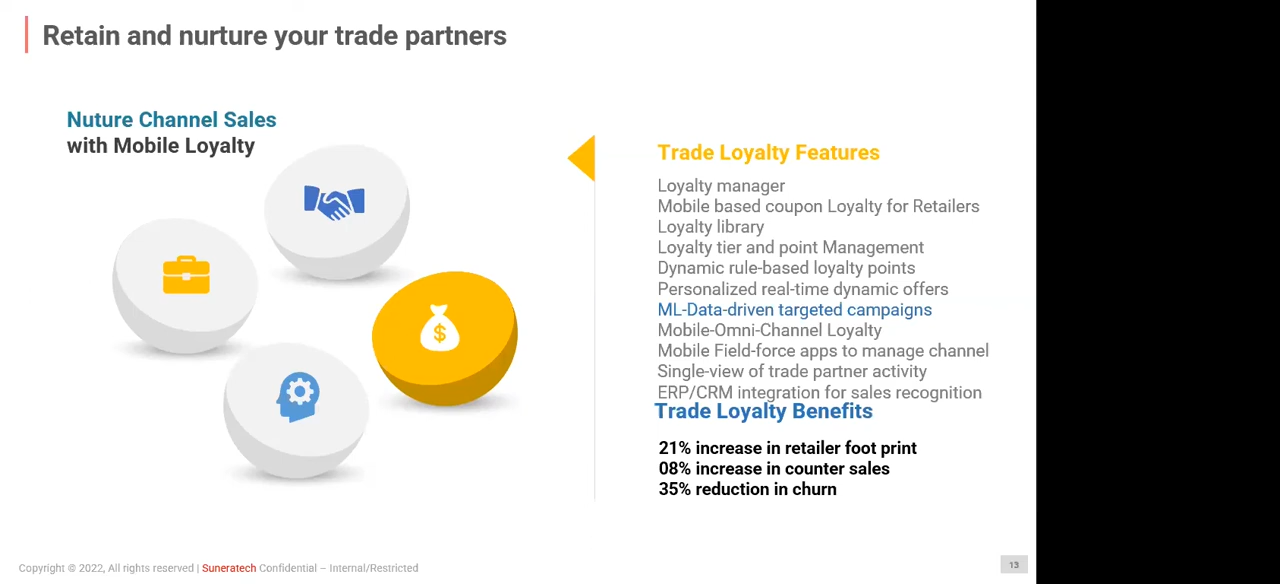 Retain and nurture your trade partners
Nuture Channel Sales
with Mobile Loyalty
$
Trade Loyalty Features
Loyalty manager
Mobile based coupon Loyalty for Retailers
Loyalty library
Loyalty tier and point Management
Dynamic rule-based loyalty points
Personalized real-time dynamic offers
ML-Data-driven targeted campaigns
Mobile-Omni-Channel Loyalty
Mobile Field-force apps to manage channel
Single-view of trade partner activity
ERP/CRM integration for sales recognition
Trade Loyalty Benefits
21% increase in retailer foot print
08% increase in counter sales
35% reduction in churn
Copyright @ 2022, All rights reserved | Suneratech Confidential – Internal/Restricted
13